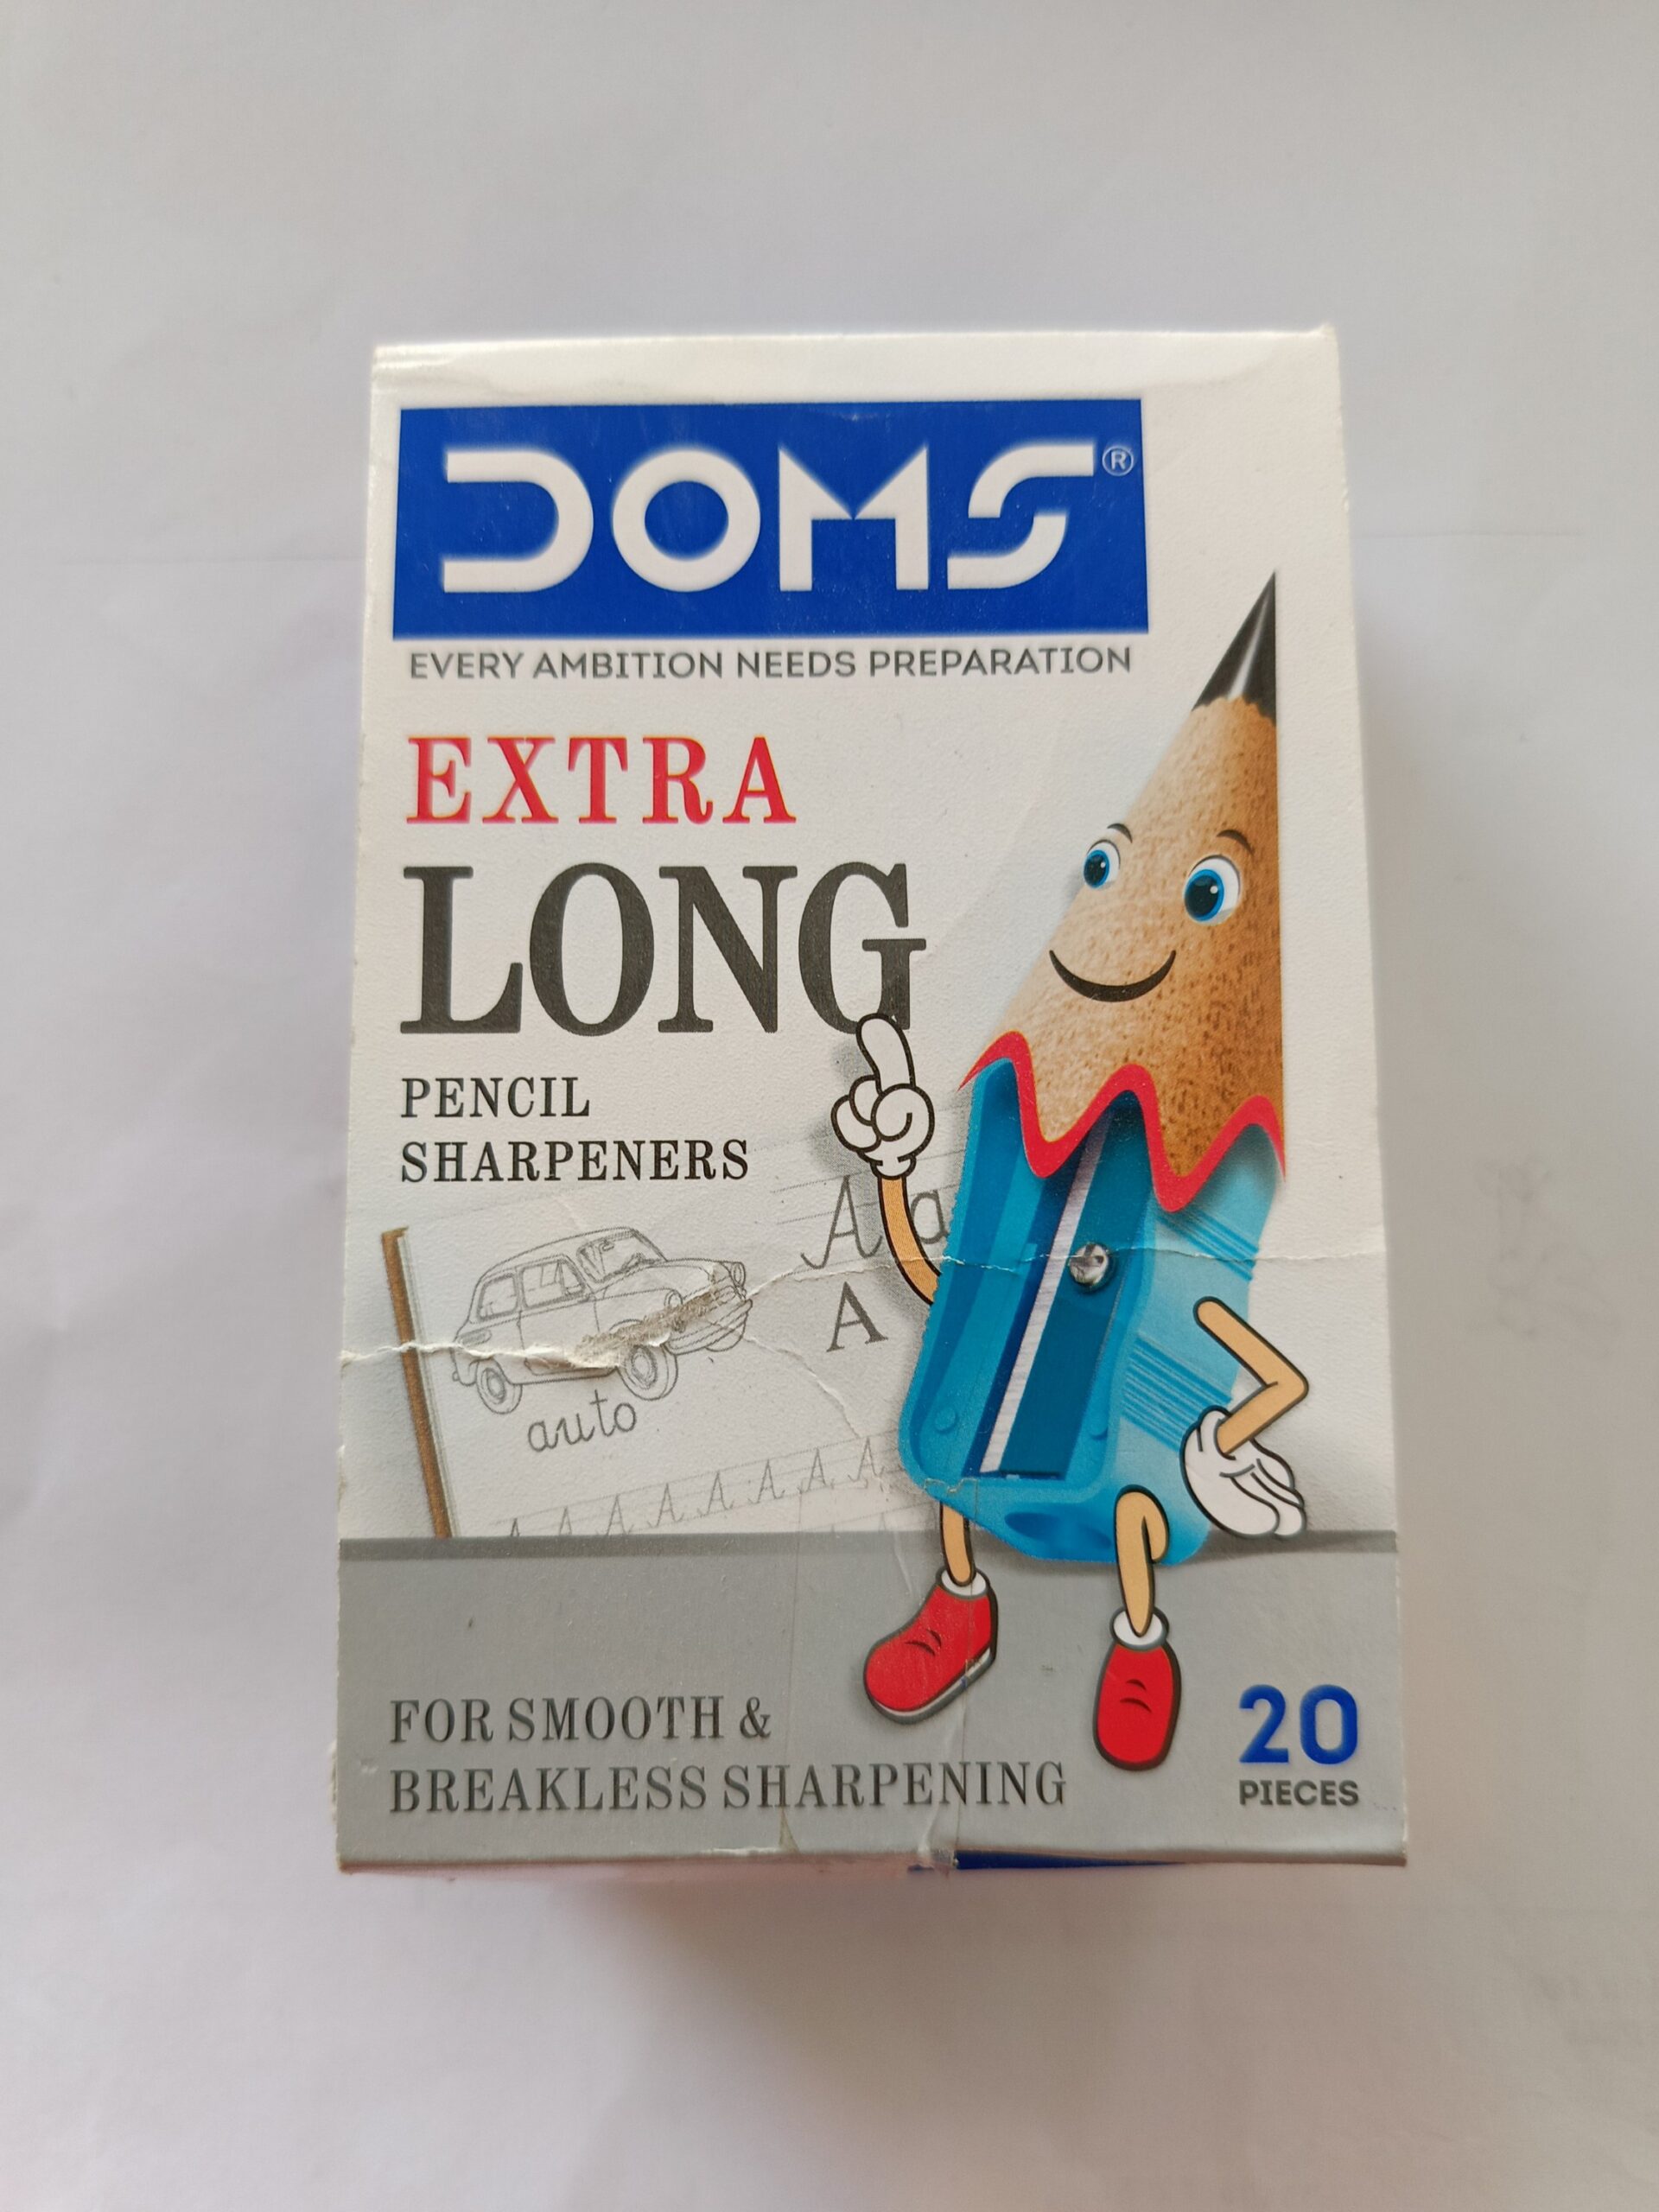 DOMS®
EVERY AMBITION NEEDS PREPARATION
EXTRA
LONG
PENCIL
SHARPENERS
A a
A
auto
A A A A A A A A
FOR SMOOTH &
BREAKLESS SHARPENING
20
PIECES